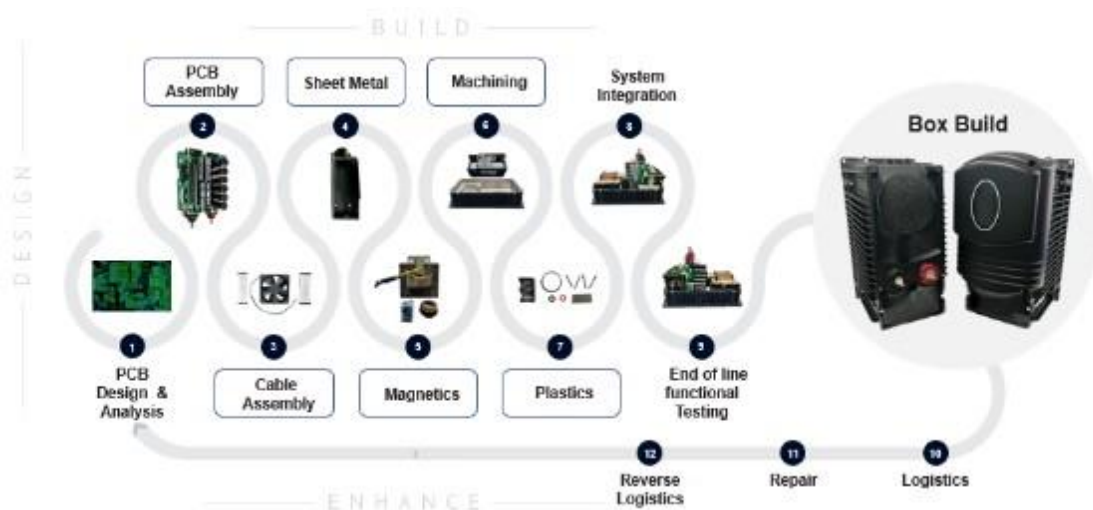 BUILD
DESIGN
PCB
Assembly
2
Sheet Metal
4
Machining
6
System
Integration
8
Box Build
1
PCB
Design &
Analysis
3
Cable
Assembly
5
Magnetics
7
Plastics
9
End of line
functional
Testing
12
Reverse
Logistics
11
Repair
10
Logistics
ENHANCE